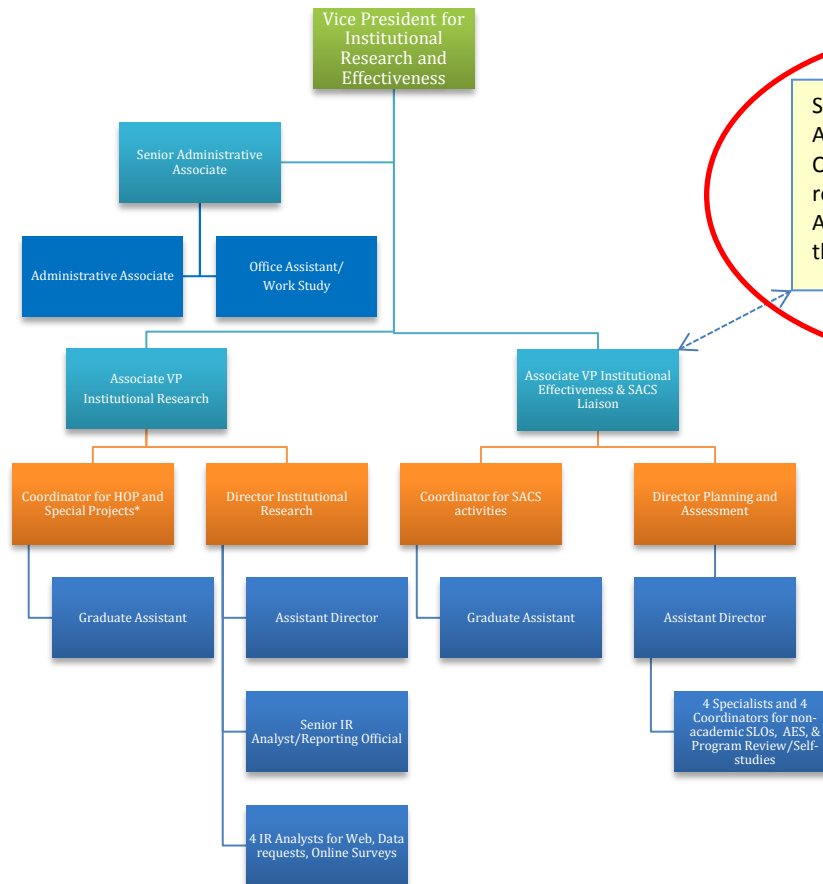 Vice President for
Institutional
Research and
Effectiveness
Senior Administrative
Associate
Administrative Associate
Office Assistant/
Work Study
Associate VP
Institutional Research
Associate VP Institutional
Effectiveness & SACS
Liaison
Coordinator for HOP and
Special Projects*
Director Institutional
Research
Coordinator for SACS
activities
Director Planning and
Assessment
Graduate Assistant
Assistant Director
Graduate Assistant
Assistant Director
Senior IR
Analyst/Reporting Official
4 Specialists and 4
Coordinators for non-
academic SLOs, AES, &
Program Review/Self-
studies
4 IR Analysts for Web, Data
requests, Online Surveys